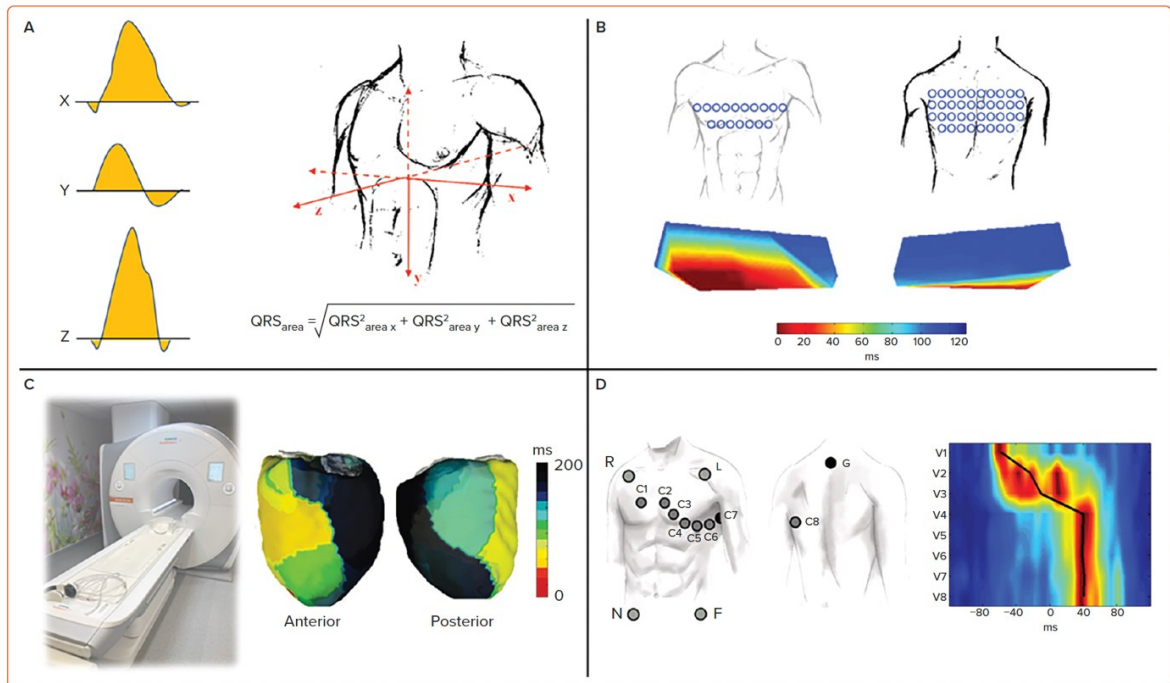 A
X
Y
Z
z
x
y
QRSarea = √QRS²area x + QRS²area y + QRS²area z
B
0 20 40 60 80 100 120
ms
C
ms
200
0
Anterior
Posterior
D
R
L
C1
C2
C3
C4
C5
C6
C7
N
F
G
C8
V1
V2
V3
V4
V5
V6
V7
V8
−80 −40 0 40 80
ms